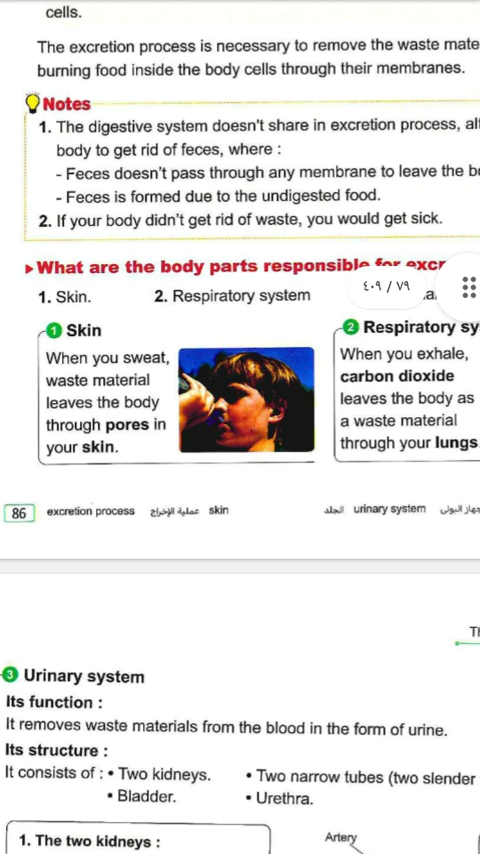 cells.
The excretion process is necessary to remove the waste mate
burning food inside the body cells through their membranes.
Notes
1. The digestive system doesn't share in excretion process, alt
body to get rid of feces, where :
- Feces doesn't pass through any membrane to leave the b
- Feces is formed due to the undigested food.
2. If your body didn't get rid of waste, you would get sick.
What are the body parts responsible for excr
1. Skin. 2. Respiratory system
٤٠٩ / ٧٩
1 Skin
When you sweat,
waste material
leaves the body
through pores in
your skin.
2 Respiratory sy
When you exhale,
carbon dioxide
leaves the body as
a waste material
through your lungs
86 excretion process عملية الإخراج skin الجلد urinary system جهاز البولى
3 Urinary system
Its function :
It removes waste materials from the blood in the form of urine.
Its structure :
It consists of : • Two kidneys. • Two narrow tubes (two slender
• Bladder. • Urethra.
1. The two kidneys :
Artery